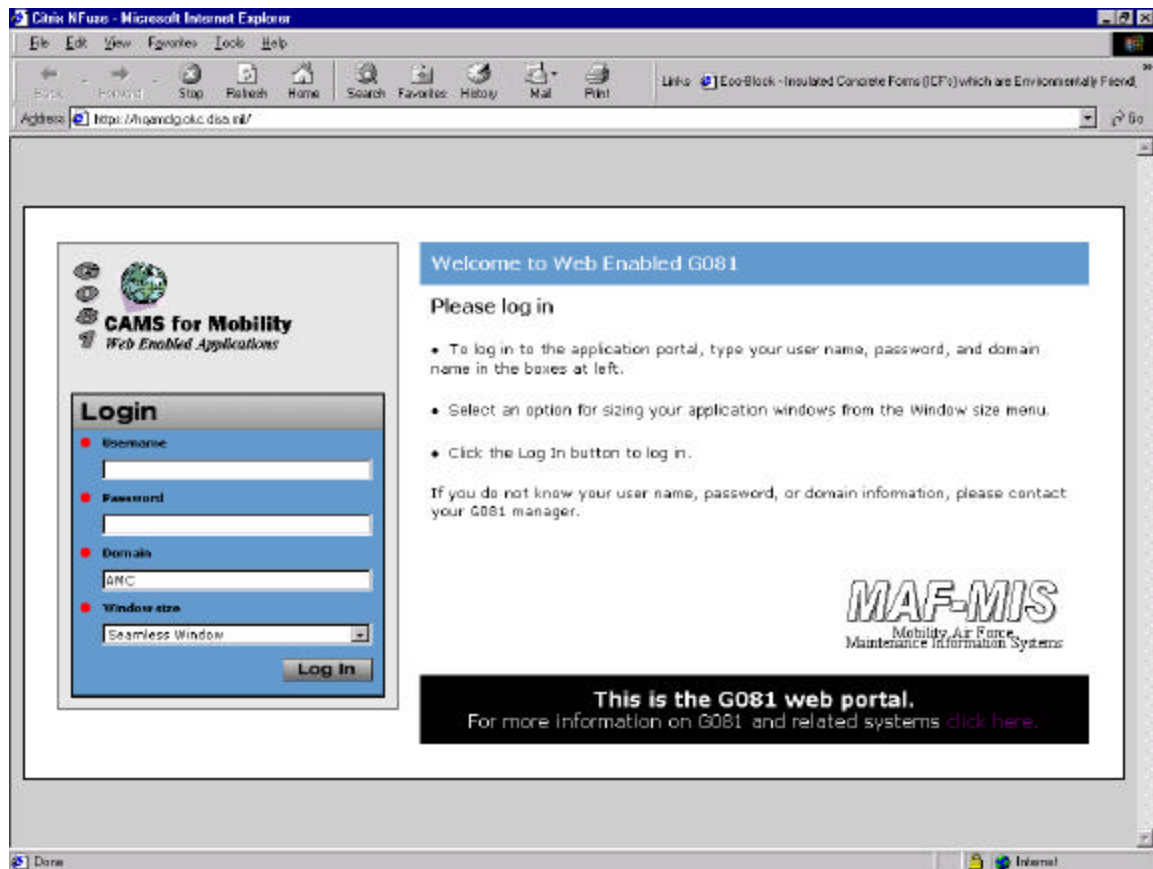 Citrix NFuse - Microsoft Internet Explorer
File Edit View Favorites Tools Help
Back Forward Stop Refresh Home Search Favorites History Mail Print Links Eco-Block - Insulated Concrete Forms (ICF's) which are Environmentally Friend,
Address Go
G081
CAMS for Mobility
Web Enabled Applications
Login
Username
Password
Domain
AMC
Window size
Seamless Window
Log In
Welcome to Web Enabled G081
Please log in
• To log in to the application portal, type your user name, password, and domain
name in the boxes at left.
• Select an option for sizing your application windows from the Window size menu.
• Click the Log In button to log in.
If you do not know your user name, password, or domain information, please contact
your G081 manager.
MAF-MIS
Mobility Air Force
Maintenance Information Systems
This is the G081 web portal.
For more information on G081 and related systems click here.
Done Internet